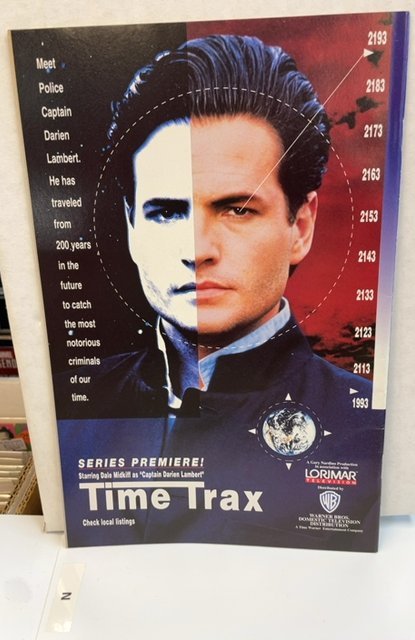 Meet
Police
Captain
Darien
Lambert.
He has
traveled
from
200 years
in the
future
to catch
the most
notorious
criminals
of our
time.
2193
2183
2173
2163
2153
2143
2133
2123
2113
1993
SERIES PREMIERE!
Starring Dale Midkiff as "Captain Darien Lambert"
Time Trax
Check local listings
A Gary Nardino Production
in association with
LORIMAR
TELEVISION
Distributed by
WB
WARNER BROS.
DOMESTIC TELEVISION
DISTRIBUTION
A Time Warner Entertainment Company